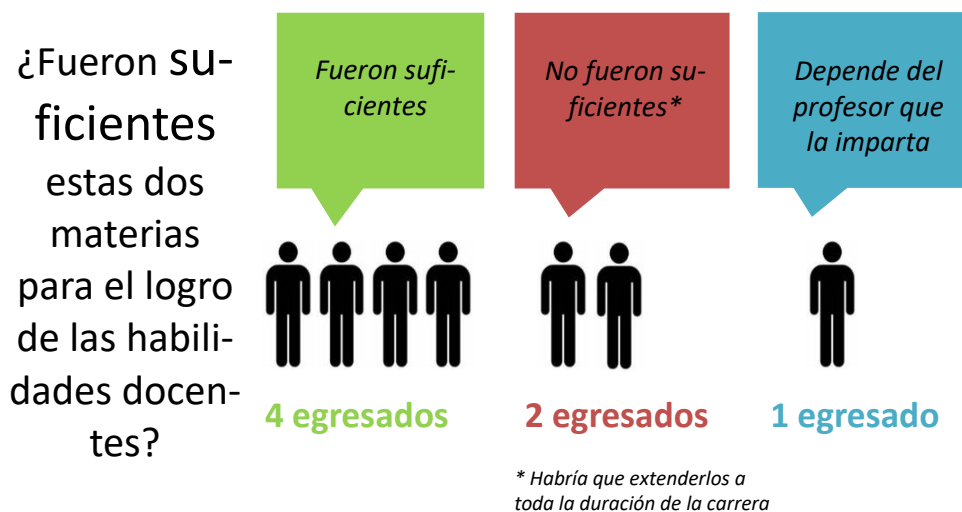 ¿Fueron su-
ficientes
estas dos
materias
para el logro
de las habili-
dades docen-
tes?
Fueron sufi-
cientes
No fueron su-
ficientes*
Depende del
profesor que
la imparta
4 egresados
2 egresados
1 egresado
* Habría que extenderlos a
toda la duración de la carrera